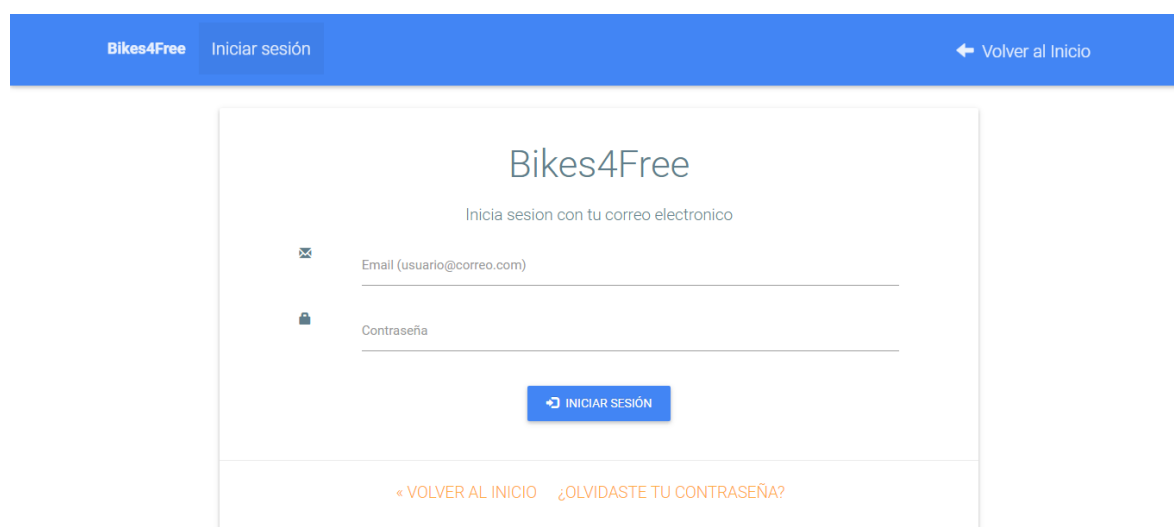 Bikes4Free Iniciar sesión Volver al Inicio
Bikes4Free
Inicia sesion con tu correo electronico
Email (usuario@correo.com)
Contraseña
INICIAR SESIÓN
« VOLVER AL INICIO ¿OLVIDASTE TU CONTRASEÑA?